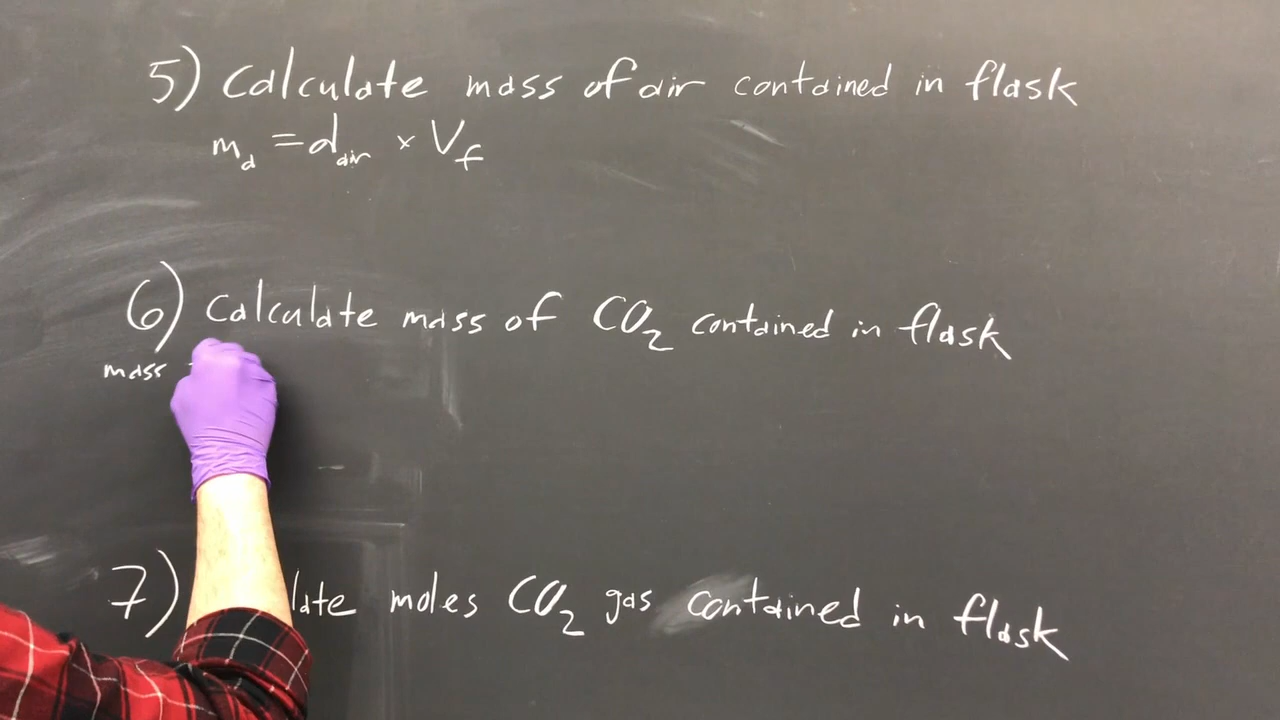 5) Calculate mass of air contained in flask
mₐ = dair × Vf
6) Calculate mass of CO₂ contained in flask
mass
7) late moles CO₂ gas contained in flask